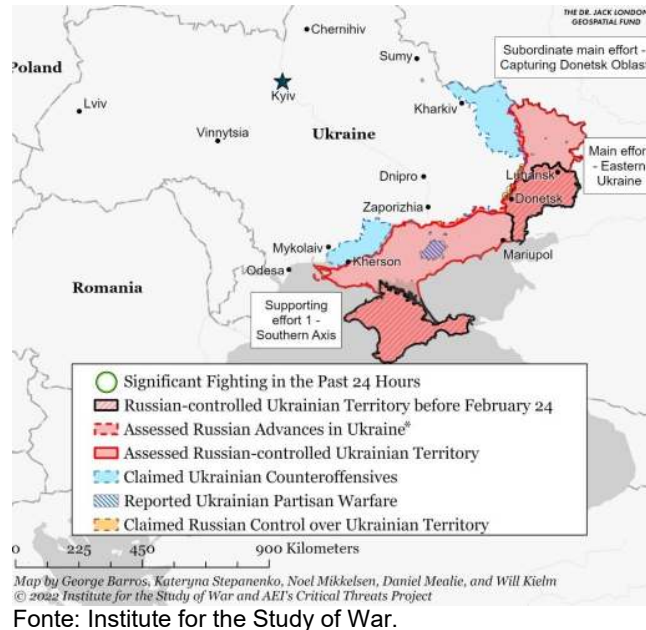 THE DR. JACK LONDON
GEOSPATIAL FUND
Chernihiv
Sumy
Subordinate main effort -
Capturing Donetsk Oblast
Poland
Kyiv
Lviv
Kharkiv
Vinnytsia
Ukraine
Main effort
- Eastern
Ukraine
Luhansk
Dnipro
Donetsk
Zaporizhia
Mykolaiv
Mariupol
Odesa
Kherson
Romania
Supporting
effort 1 -
Southern Axis
Significant Fighting in the Past 24 Hours
Russian-controlled Ukrainian Territory before February 24
Assessed Russian Advances in Ukraine*
Assessed Russian-controlled Ukrainian Territory
Claimed Ukrainian Counteroffensives
Reported Ukrainian Partisan Warfare
Claimed Russian Control over Ukrainian Territory
0 225 450 900 Kilometers
Map by George Barros, Kateryna Stepanenko, Noel Mikkelsen, Daniel Mealie, and Will Kielm
© 2022 Institute for the Study of War and AEI's Critical Threats Project
Fonte: Institute for the Study of War.